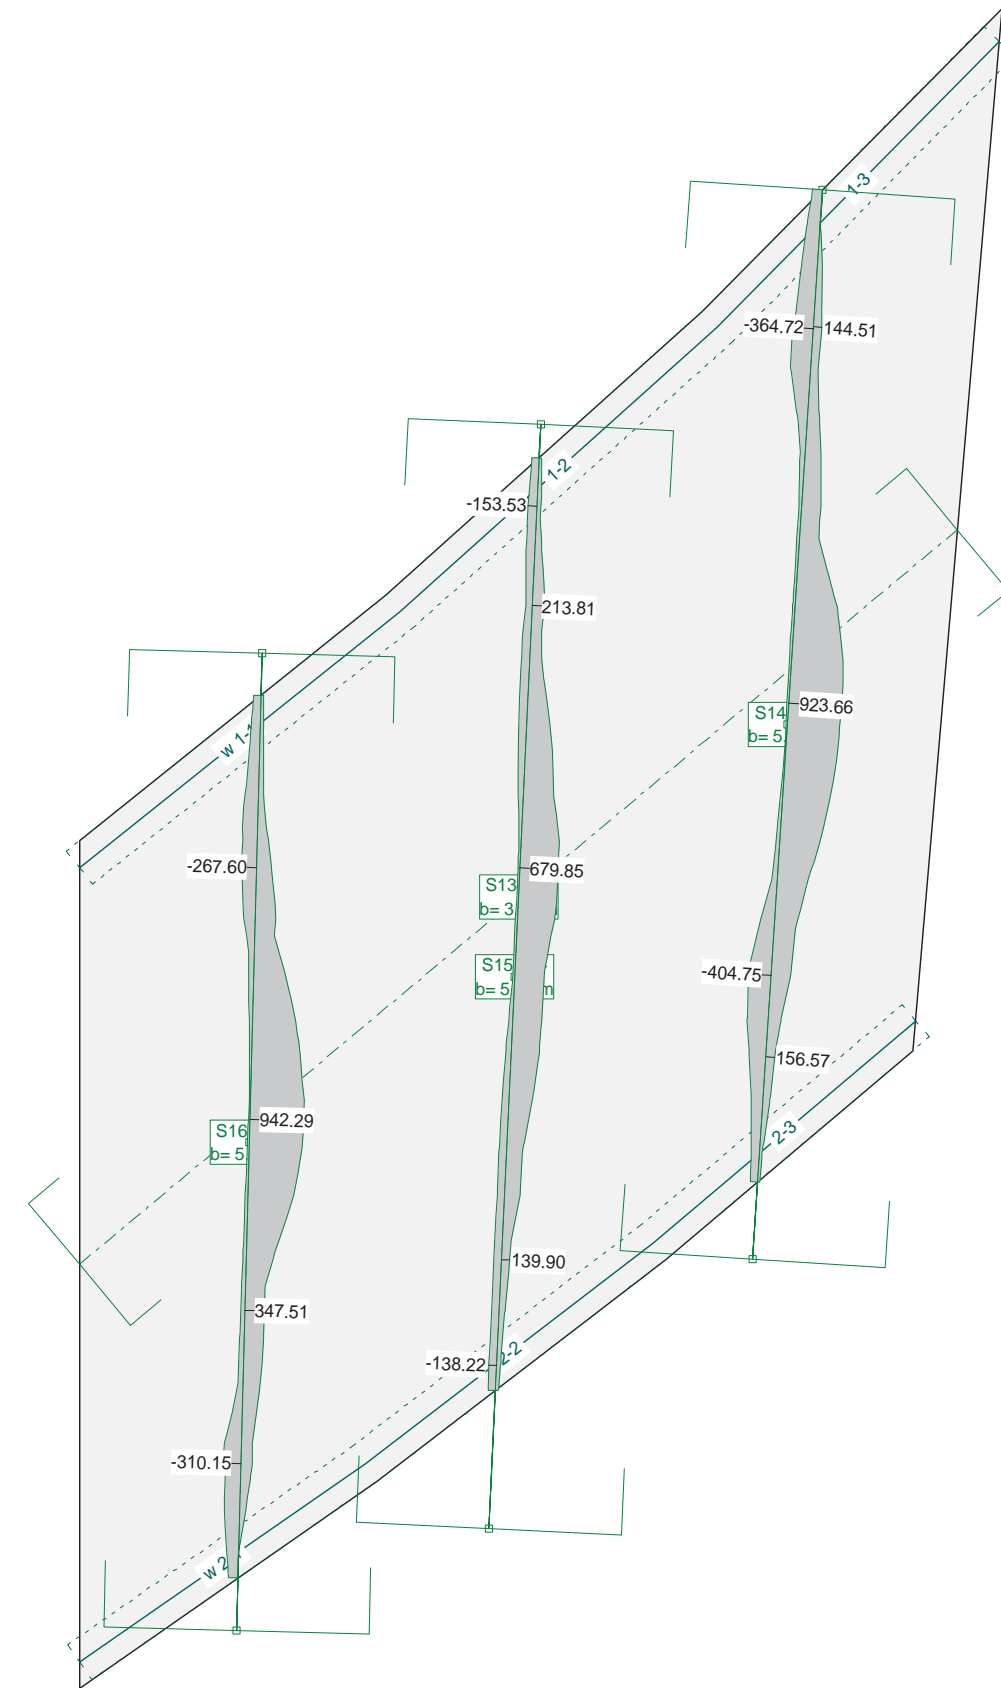 1-3
-364.72
144.51
1-2
-153.53
213.81
923.66
S14
b= 5.
w 1-1
-267.60
679.85
S13
b= 3
S15
b= 5. m
-404.75
156.57
942.29
S16
b= 5.
2-3
139.90
347.51
2-2
-138.22
-310.15
w 2